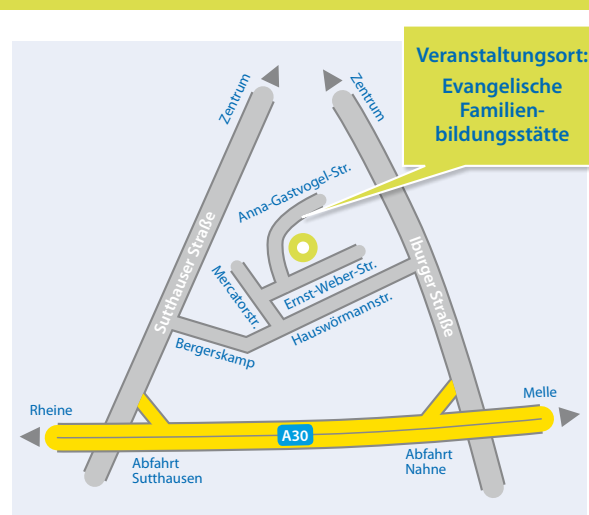 Veranstaltungsort:
Evangelische
Familien-
bildungsstätte
Zentrum
Zentrum
Anna-Gastvogel-Str.
Sutthauser Straße
Iburger Straße
Mercatorstr.
Ernst-Weber-Str.
Hauswörmannstr.
Bergerskamp
Rheine
Melle
A30
Abfahrt
Sutthausen
Abfahrt
Nahne